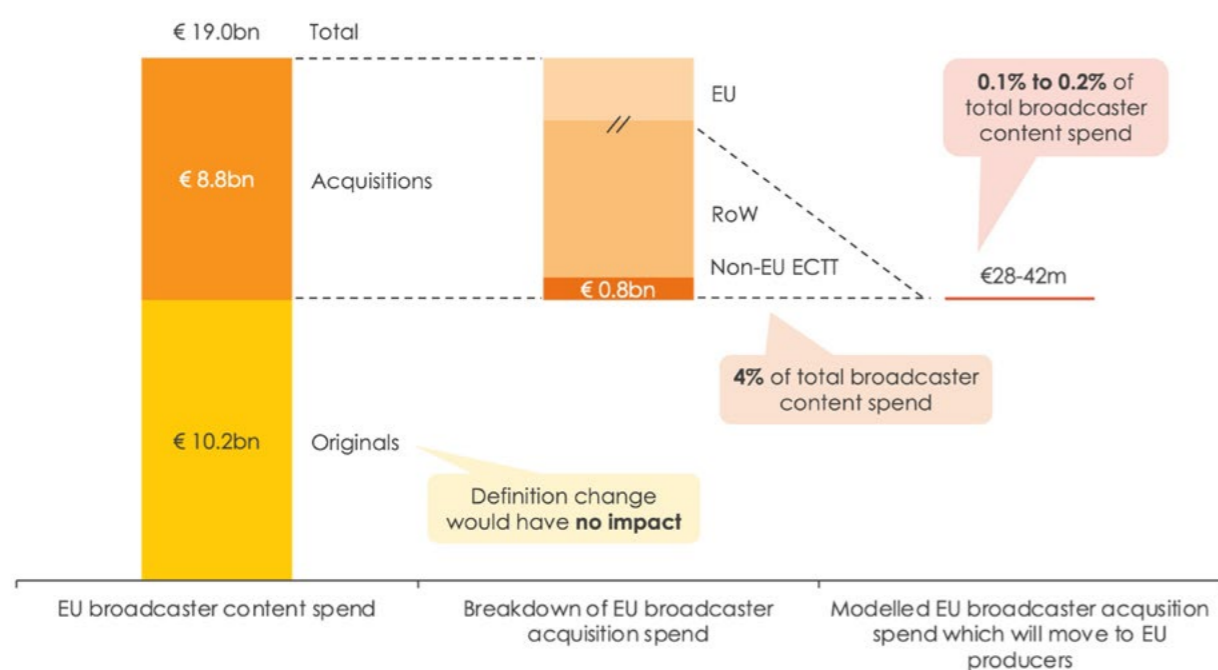 € 19.0bn
Total
EU
0.1% to 0.2% of
total broadcaster
content spend
€ 8.8bn
Acquisitions
RoW
Non-EU ECTT
€ 0.8bn
€28-42m
4% of total broadcaster
content spend
€ 10.2bn
Originals
Definition change
would have no impact
EU broadcaster content spend
Breakdown of EU broadcaster
acquisition spend
Modelled EU broadcaster acqusition
spend which will move to EU
producers